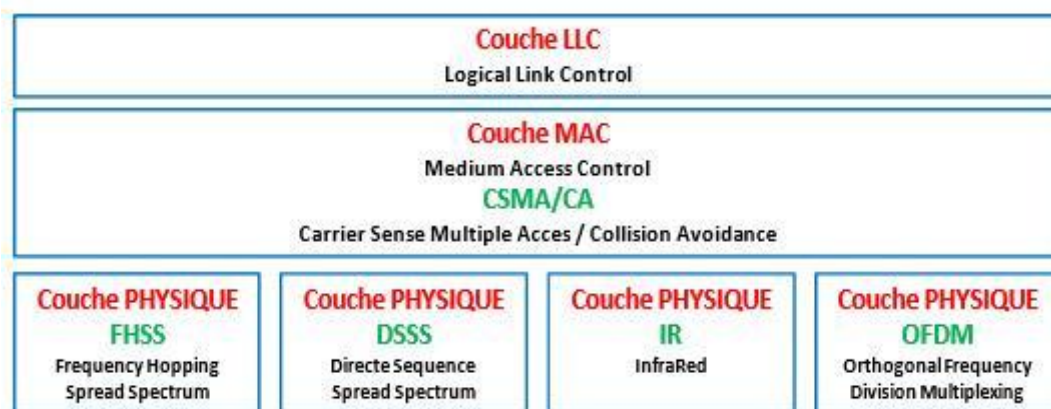 Couche LLC
Logical Link Control
Couche MAC
Medium Access Control
CSMA/CA
Carrier Sense Multiple Acces / Collision Avoidance
Couche PHYSIQUE
FHSS
Frequency Hopping
Spread Spectrum
Couche PHYSIQUE
DSSS
Directe Sequence
Spread Spectrum
Couche PHYSIQUE
IR
InfraRed
Couche PHYSIQUE
OFDM
Orthogonal Frequency
Division Multiplexing